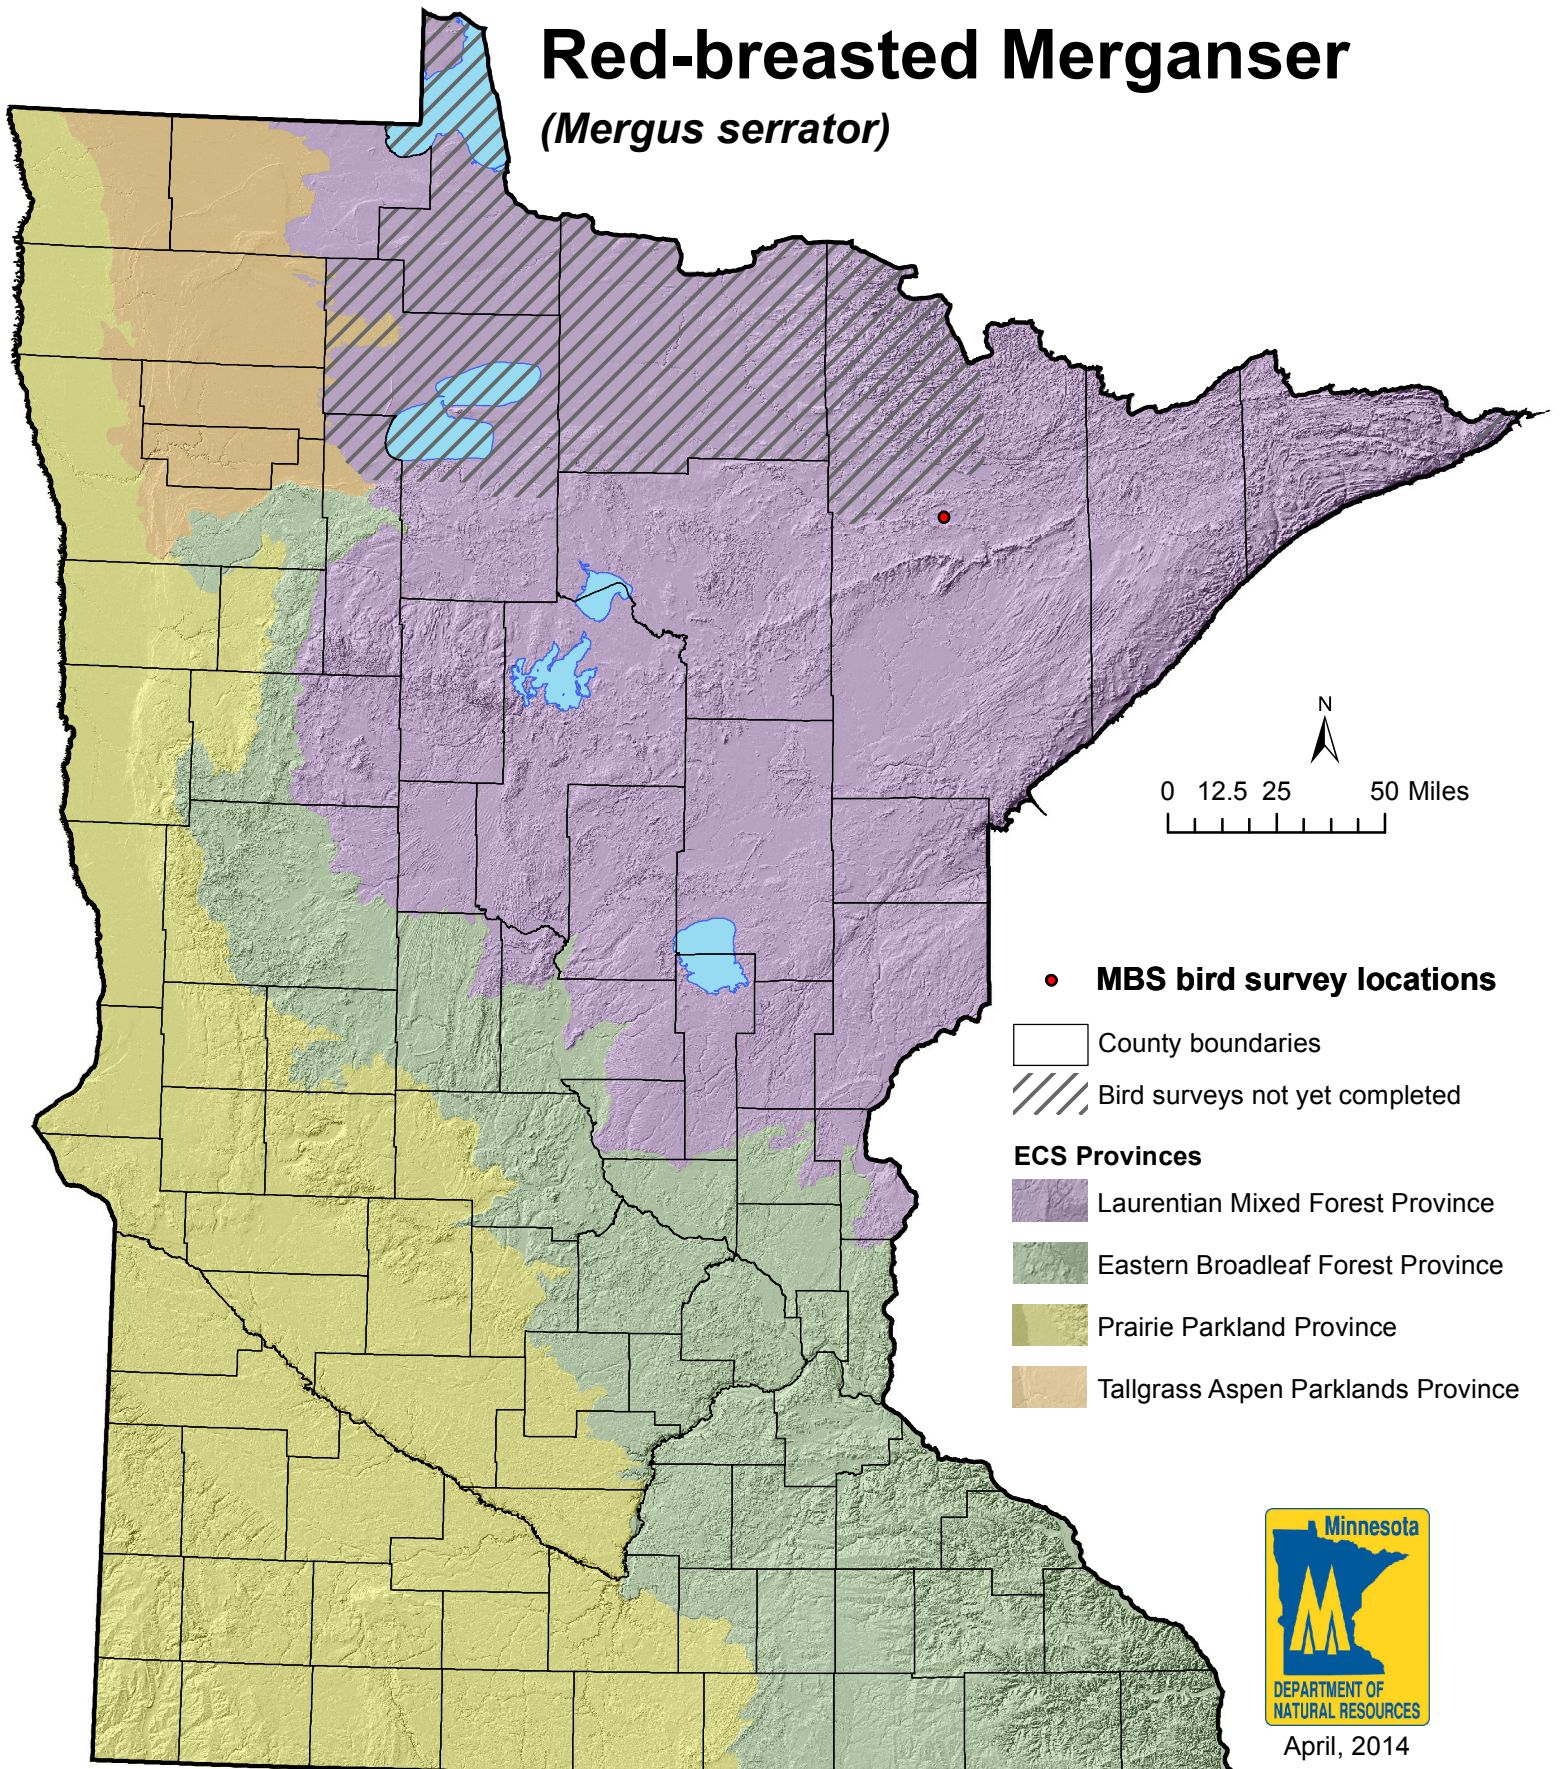 Red-breasted Merganser
(Mergus serrator)
N
0 12.5 25 50 Miles
MBS bird survey locations
County boundaries
Bird surveys not yet completed
ECS Provinces
Laurentian Mixed Forest Province
Eastern Broadleaf Forest Province
Prairie Parkland Province
Tallgrass Aspen Parklands Province
Minnesota
DEPARTMENT OF
NATURAL RESOURCES
April, 2014